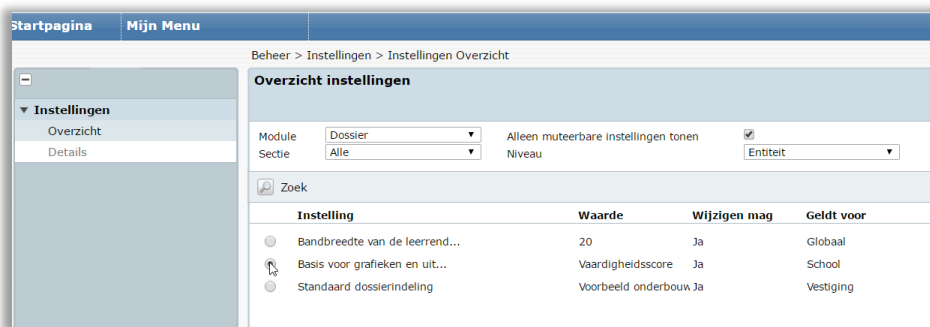 Startpagina Mijn Menu
Beheer > Instellingen > Instellingen Overzicht
Overzicht instellingen
Instellingen
Overzicht
Details
Module Dossier Alleen muteerbare instellingen tonen
Sectie Alle Niveau Entiteit
Zoek
Instelling Waarde Wijzigen mag Geldt voor
Bandbreedte van de leerrend... 20 Ja Globaal
Basis voor grafieken en uit... Vaardigheidsscore Ja School
Standaard dossierindeling Voorbeeld onderbouw Ja Vestiging